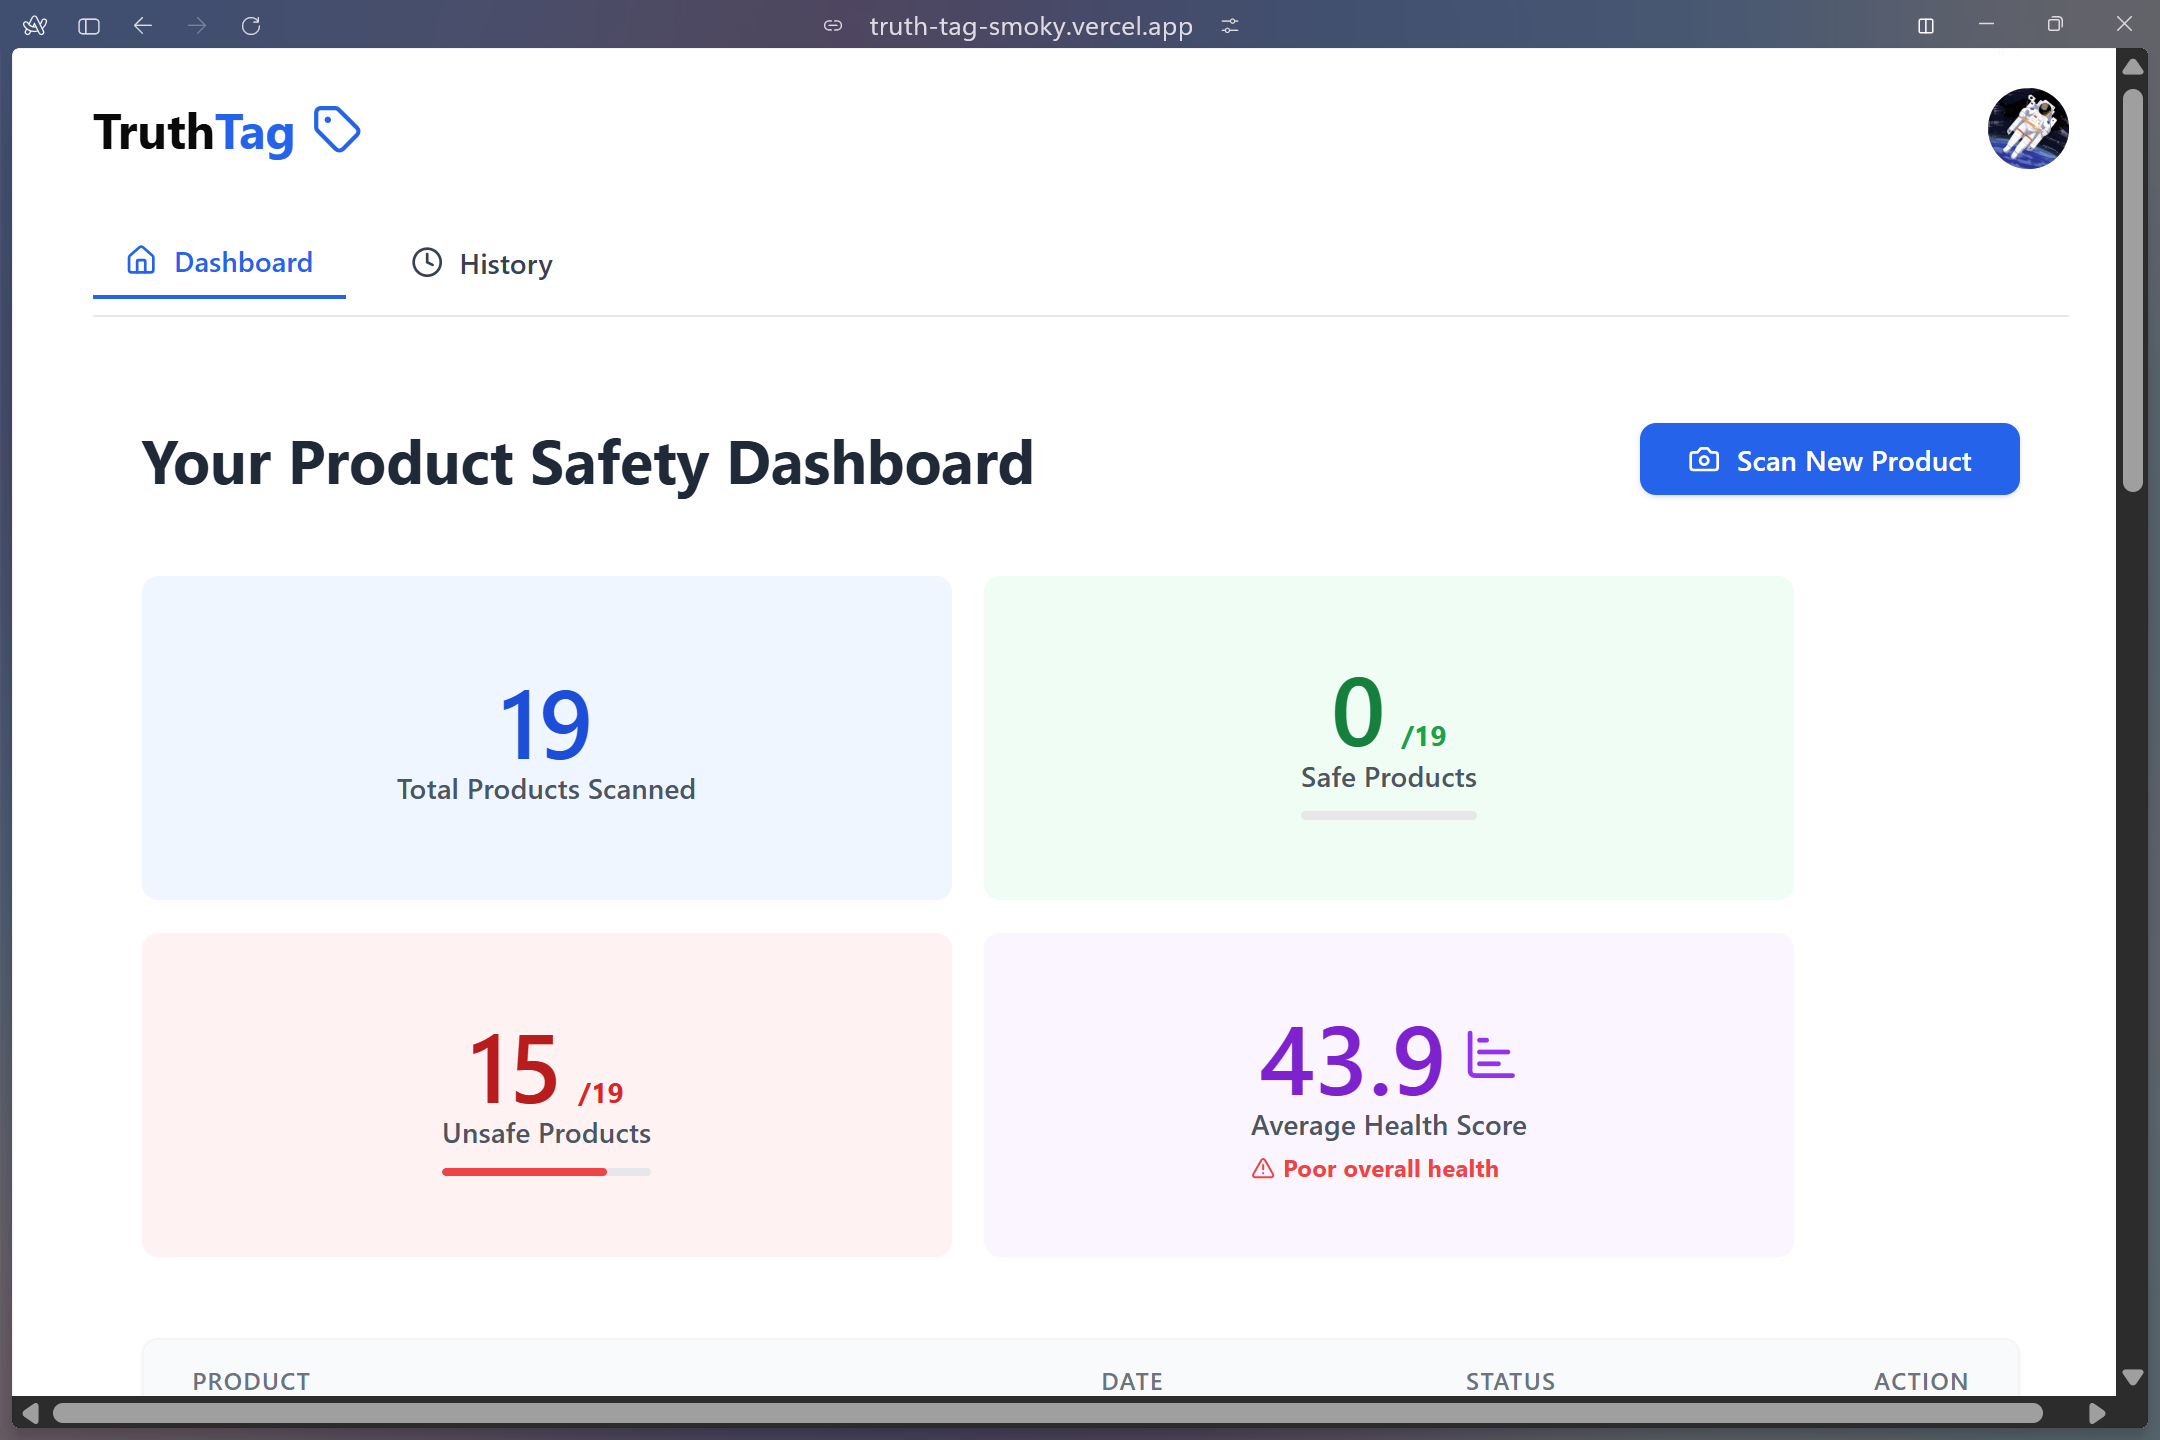 truth-tag-smoky.vercel.app
TruthTag
Dashboard
History
Your Product Safety Dashboard
Scan New Product
19
Total Products Scanned
0 /19
Safe Products
15 /19
Unsafe Products
43.9
Average Health Score
Poor overall health
PRODUCT DATE STATUS ACTION